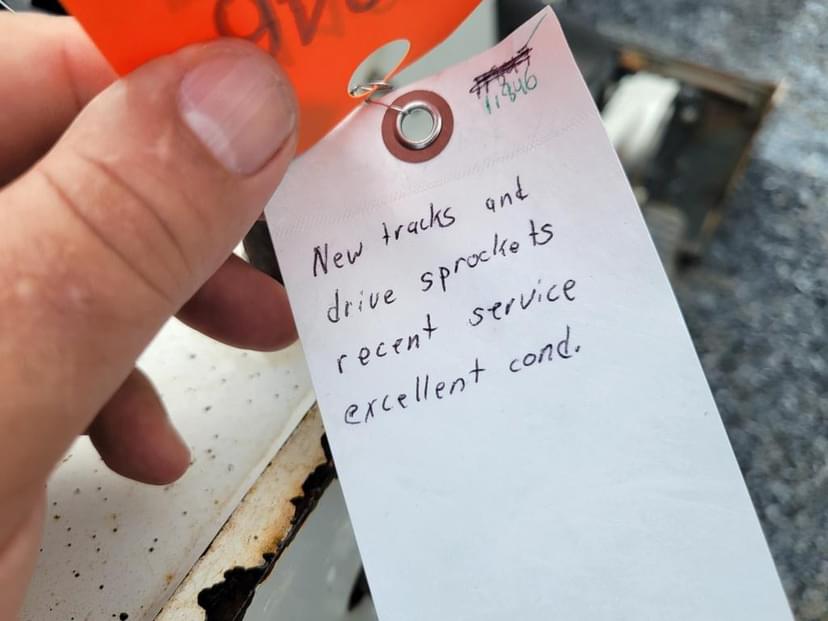 11846
New tracks and
drive sprockets
recent service
excellent cond.